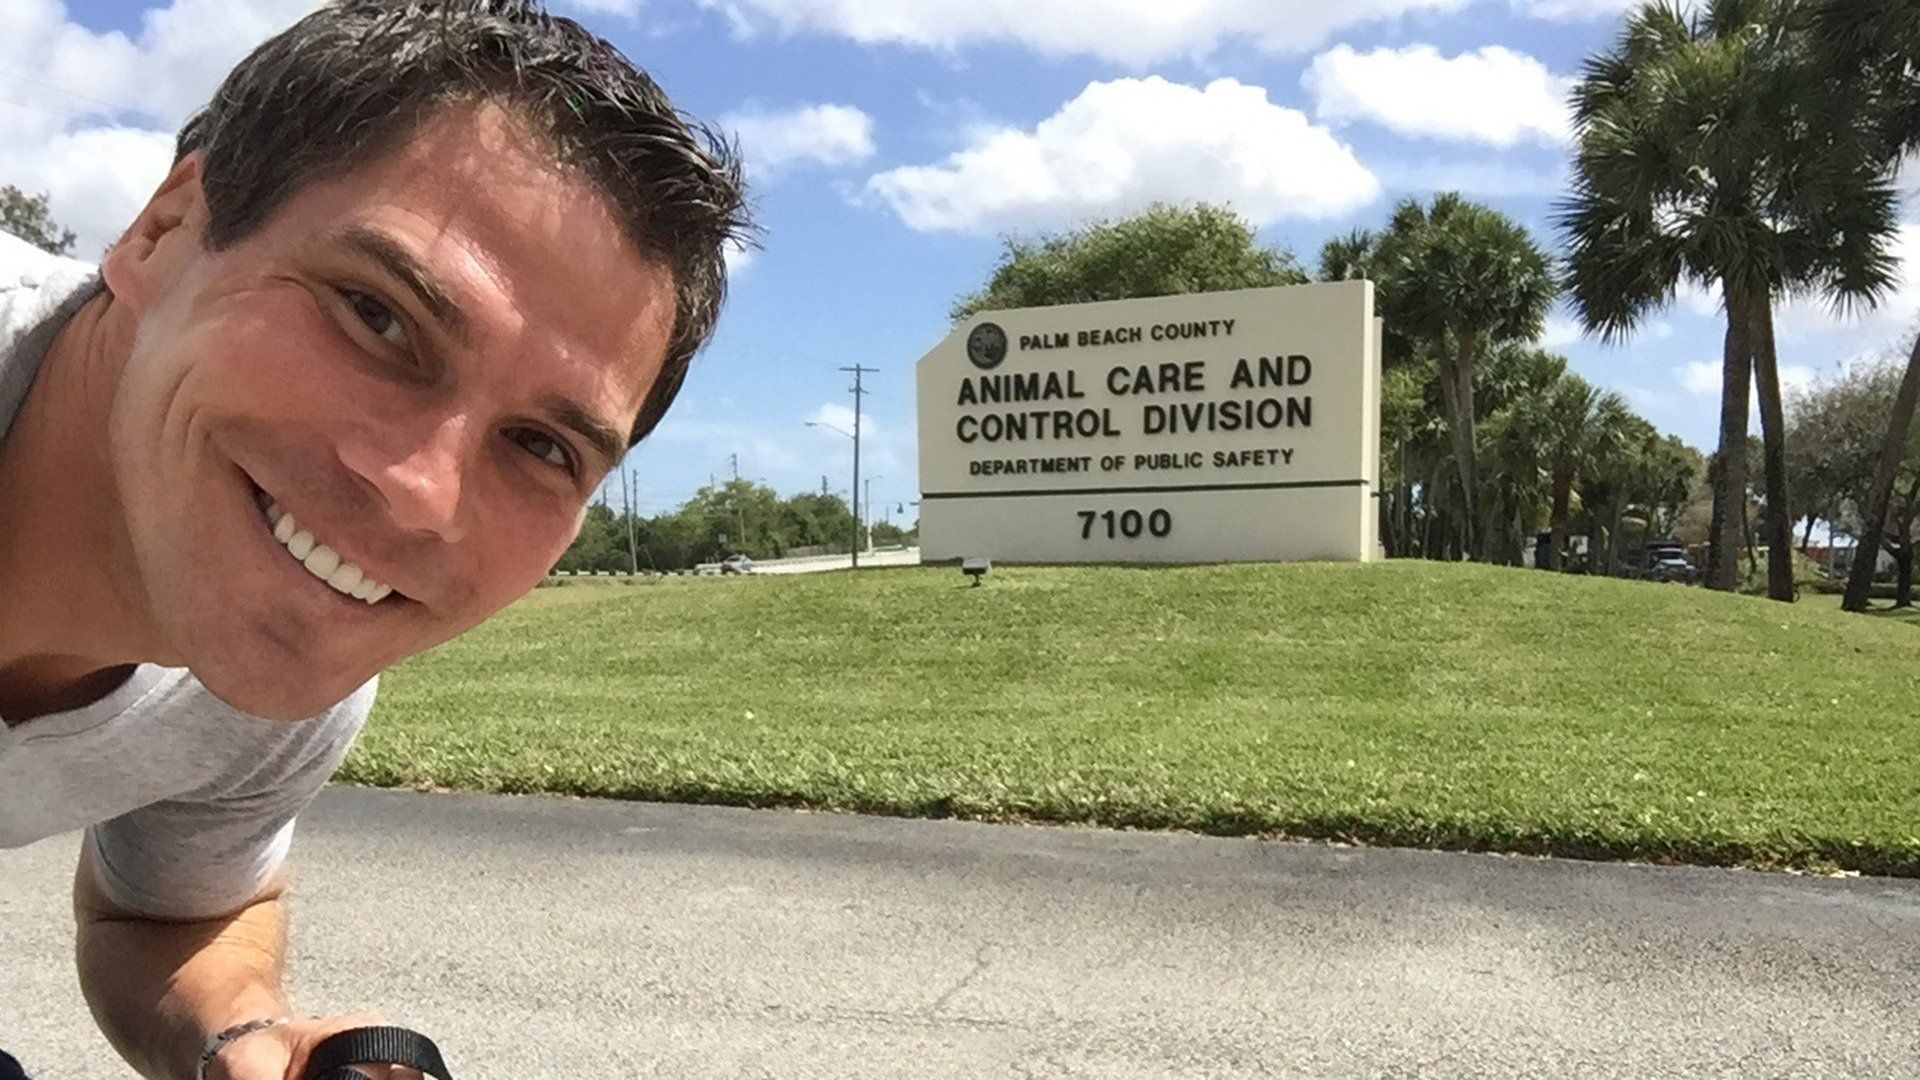 PALM BEACH COUNTY
ANIMAL CARE AND
CONTROL DIVISION
DEPARTMENT OF PUBLIC SAFETY
7100